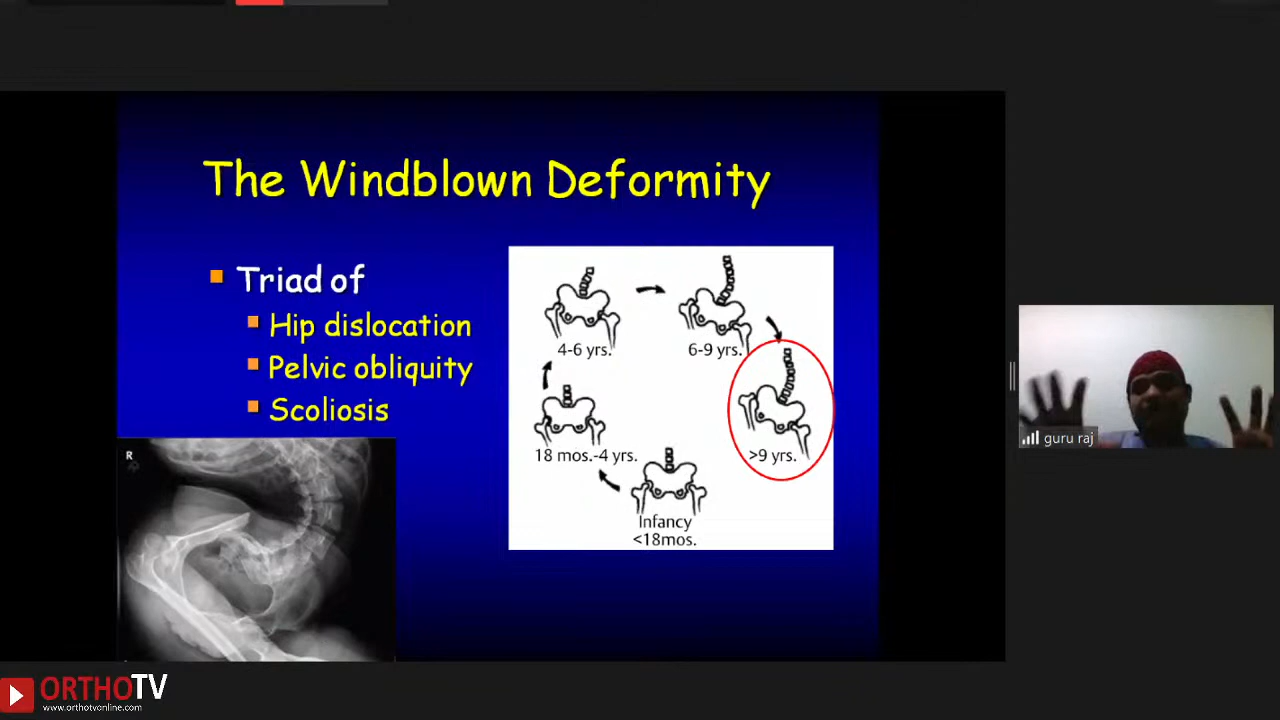 The Windblown Deformity
Triad of
Hip dislocation
Pelvic obliquity
Scoliosis
R
4-6 yrs.
6-9 yrs.
18 mos.-4 yrs.
>9 yrs.
Infancy
<18mos.
guru raj
ORTHOTV
www.orthotvonline.com